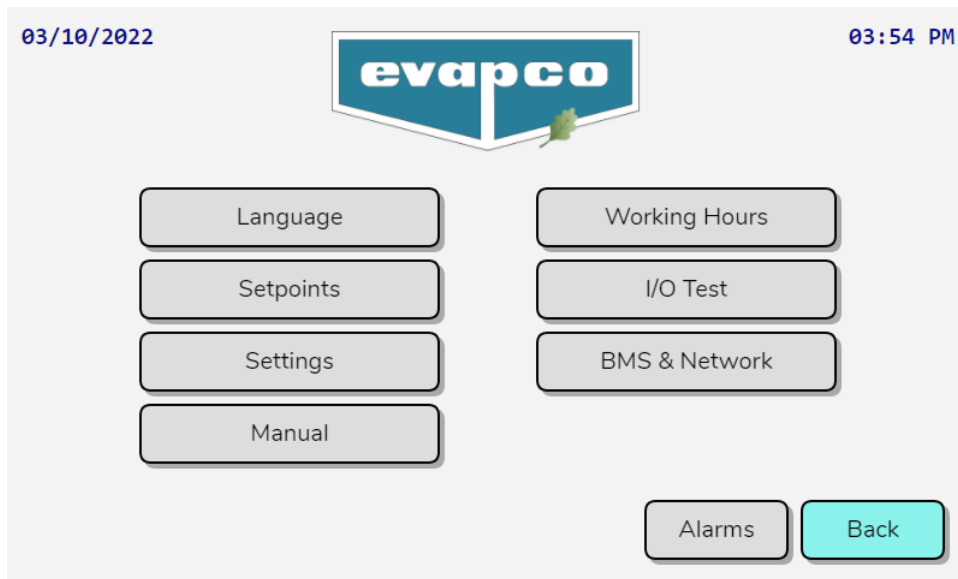 03/10/2022
03:54 PM
evapco
Language
Working Hours
Setpoints
I/O Test
Settings
BMS & Network
Manual
Alarms
Back